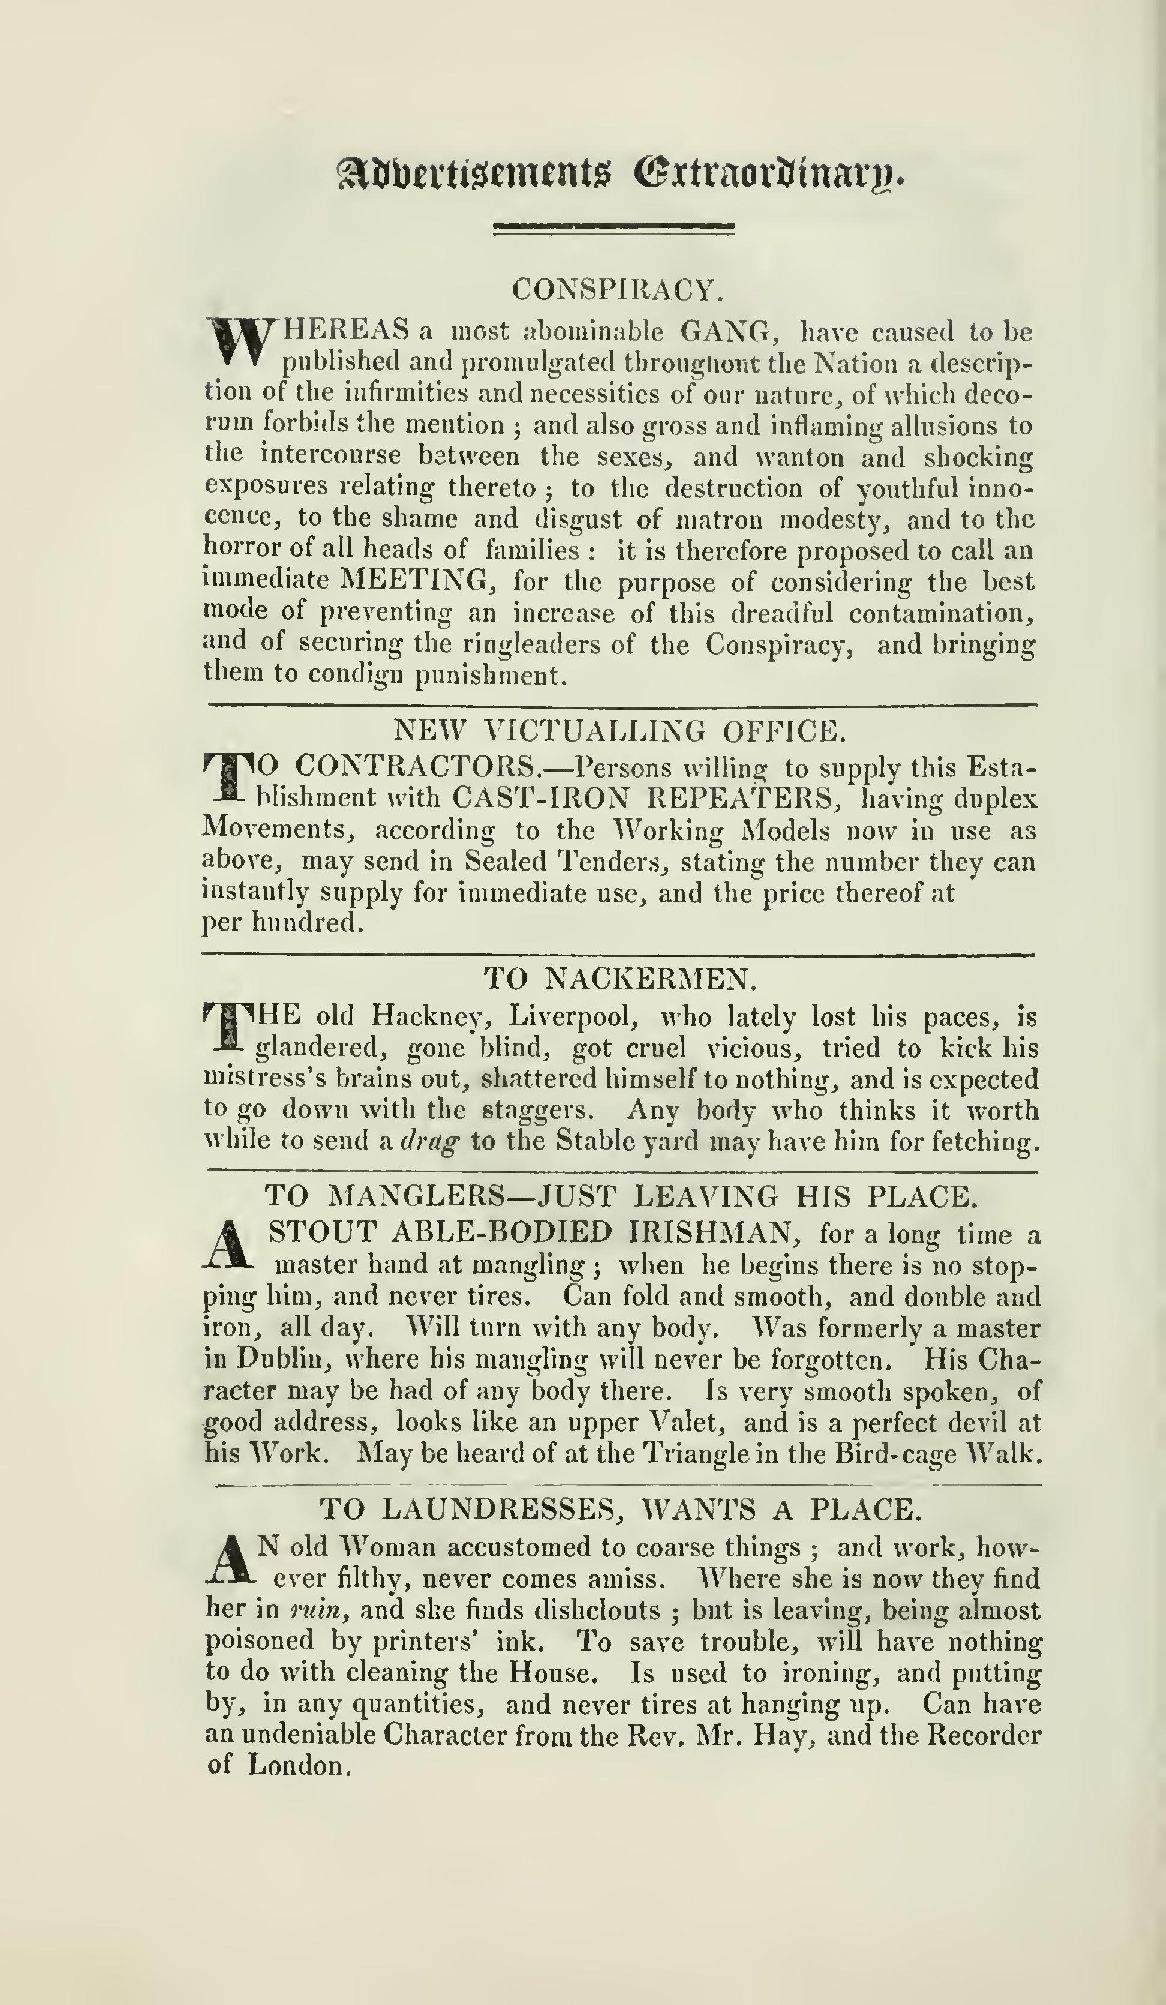 Advertisements Extraordinary.
CONSPIRACY.
WHEREAS a most abominable GANG, have caused to be
published and promulgated throughout the Nation a descrip-
tion of the infirmities and necessities of our nature, of which deco-
rum forbids the mention ; and also gross and inflaming allusions to
the intercourse between the sexes, and wanton and shocking
exposures relating thereto ; to the destruction of youthful inno-
cence, to the shame and disgust of matron modesty, and to the
horror of all heads of families : it is therefore proposed to call an
immediate MEETING, for the purpose of considering the best
mode of preventing an increase of this dreadful contamination,
and of securing the ringleaders of the Conspiracy, and bringing
them to condign punishment.
NEW VICTUALLING OFFICE.
TO CONTRACTORS.—Persons willing to supply this Esta-
blishment with CAST-IRON REPEATERS, having duplex
Movements, according to the Working Models now in use as
above, may send in Sealed Tenders, stating the number they can
instantly supply for immediate use, and the price thereof at
per hundred.
TO NACKERMEN.
THE old Hackney, Liverpool, who lately lost his paces, is
glandered, gone blind, got cruel vicious, tried to kick his
mistress's brains out, shattered himself to nothing, and is expected
to go down with the staggers. Any body who thinks it worth
while to send a drag to the Stable yard may have him for fetching.
TO MANGLERS—JUST LEAVING HIS PLACE.
A STOUT ABLE-BODIED IRISHMAN, for a long time a
master hand at mangling ; when he begins there is no stop-
ping him, and never tires. Can fold and smooth, and double and
iron, all day. Will turn with any body. Was formerly a master
in Dublin, where his mangling will never be forgotten. His Cha-
racter may be had of any body there. Is very smooth spoken, of
good address, looks like an upper Valet, and is a perfect devil at
his Work. May be heard of at the Triangle in the Bird-cage Walk.
TO LAUNDRESSES, WANTS A PLACE.
AN old Woman accustomed to coarse things ; and work, how-
ever filthy, never comes amiss. Where she is now they find
her in ruin, and she finds dishclouts ; but is leaving, being almost
poisoned by printers' ink. To save trouble, will have nothing
to do with cleaning the House. Is used to ironing, and putting
by, in any quantities, and never tires at hanging up. Can have
an undeniable Character from the Rev. Mr. Hay, and the Recorder
of London.